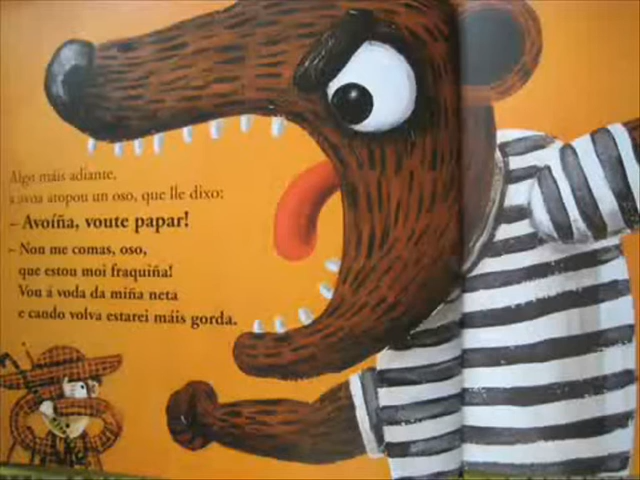 Algo máis adiante,
a avoa atopou un oso, que lle dixo:
– Avoíña, voute papar!
– Non me comas, oso,
que estou moi fraquiña!
Vou á voda da miña neta
e cando volva estarei máis gorda.